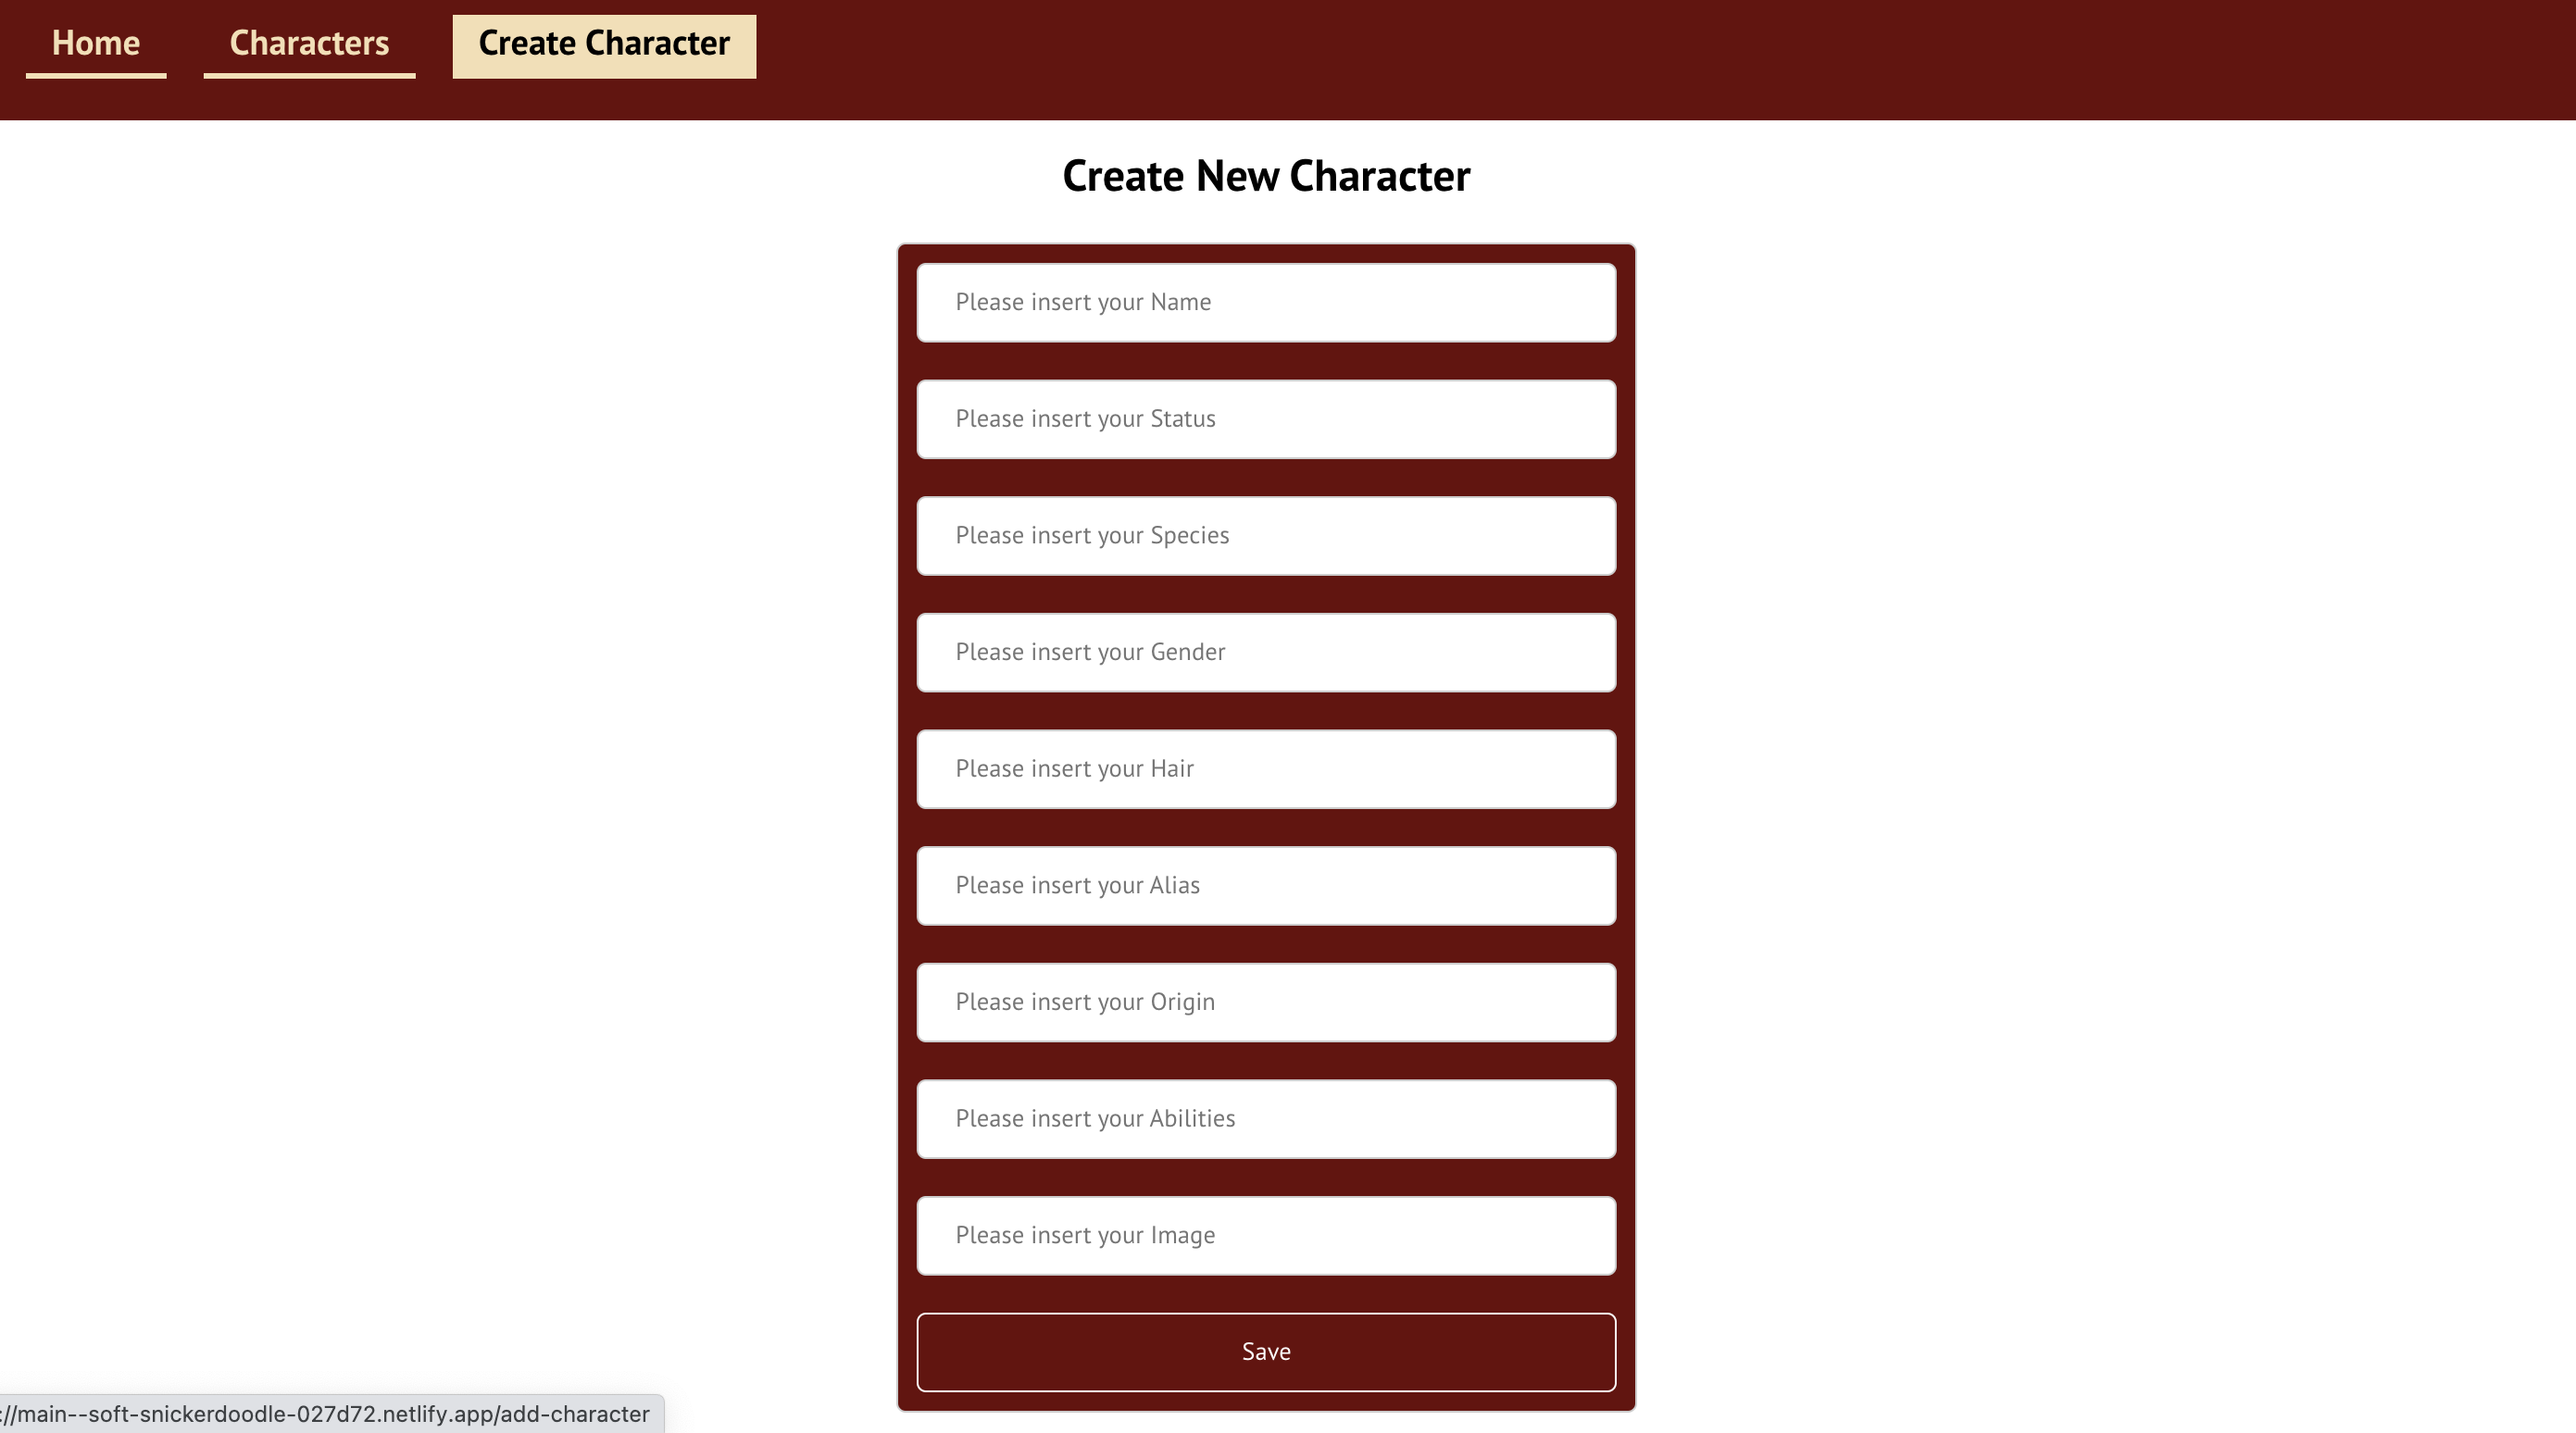 Home Characters Create Character
Create New Character
Please insert your Name
Please insert your Status
Please insert your Species
Please insert your Gender
Please insert your Hair
Please insert your Alias
Please insert your Origin
Please insert your Abilities
Please insert your Image
Save
://main--soft-snickerdoodle-027d72.netlify.app/add-character